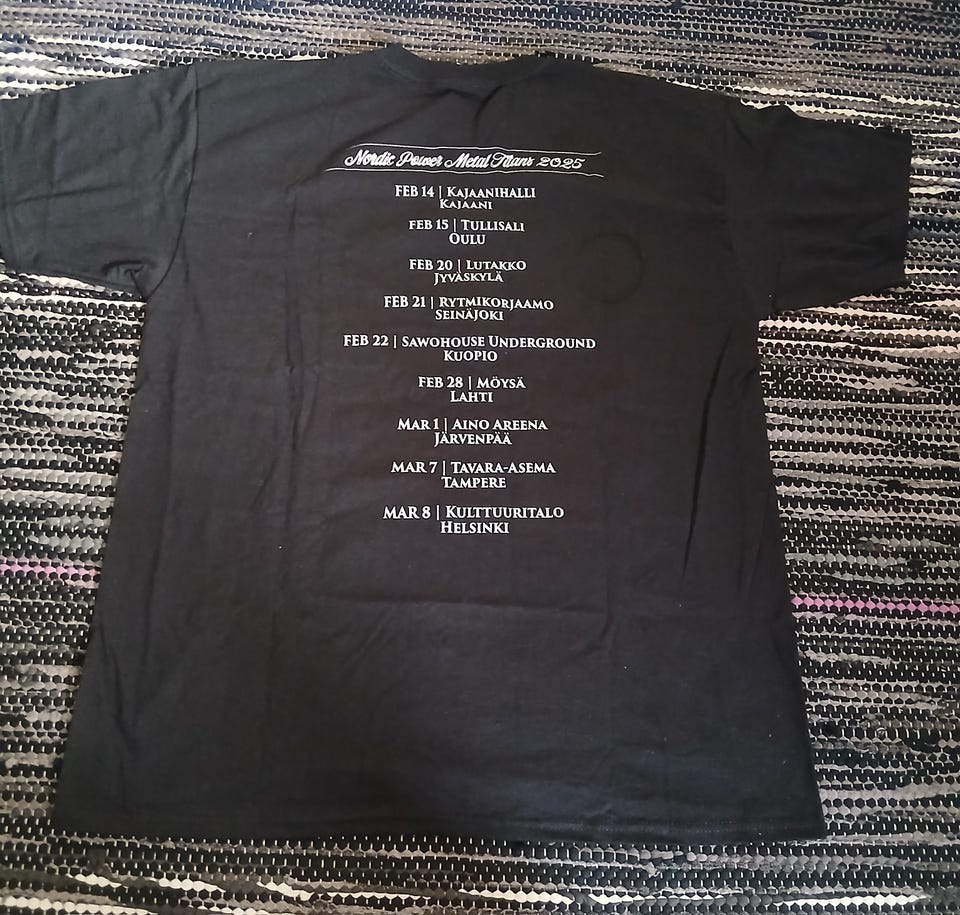 Nordic Power Metal Titans 2025
FEB 14 | KAJAANIHALLI
KAJAANI
FEB 15 | TULLISALI
OULU
FEB 20 | LUTAKKO
JYVÄSKYLÄ
FEB 21 | RYTMIKORJAAMO
SEINÄJOKI
FEB 22 | SAWOHOUSE UNDERGROUND
KUOPIO
FEB 28 | MÖYSÄ
LAHTI
MAR 1 | AINO AREENA
JÄRVENPÄÄ
MAR 7 | TAVARA-ASEMA
TAMPERE
MAR 8 | KULTTUURITALO
HELSINKI